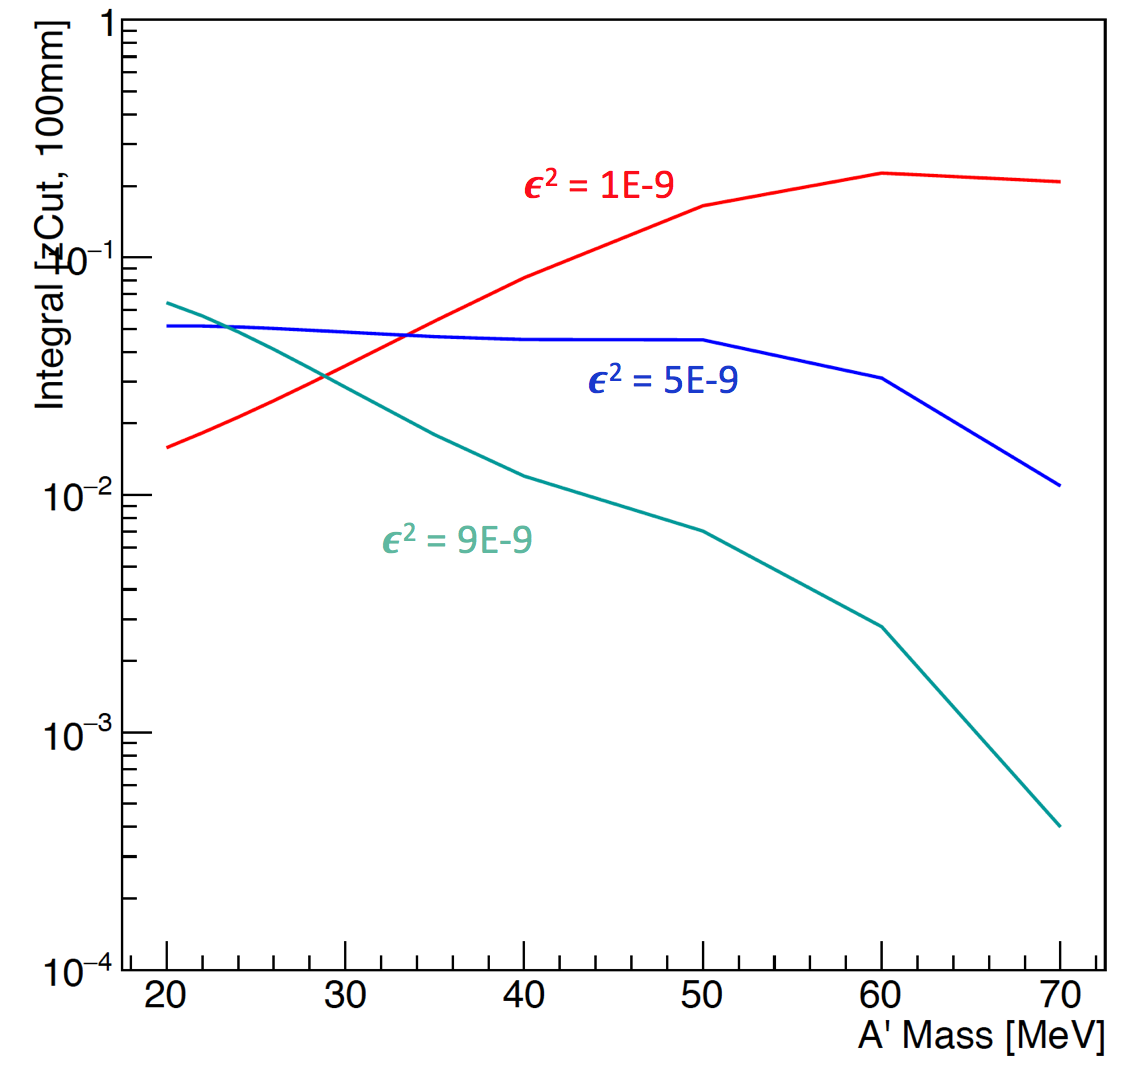 Integral [zCut, 100mm]
1
10⁻¹
10⁻²
10⁻³
10⁻⁴
ϵ² = 1E-9
ϵ² = 5E-9
ϵ² = 9E-9
20 30 40 50 60 70
A' Mass [MeV]